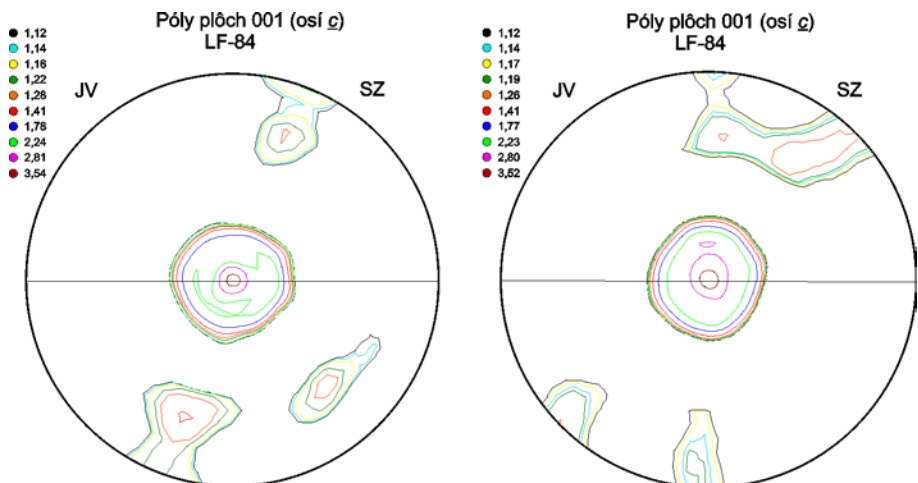 Póly plôch 001 (osí c)
LF-84
1,12
1,14
1,16
1,22
1,28
1,41
1,78
2,24
2,81
3,54
JV
SZ
Póly plôch 001 (osí c)
LF-84
1,12
1,14
1,17
1,19
1,26
1,41
1,77
2,23
2,80
3,52
JV
SZ